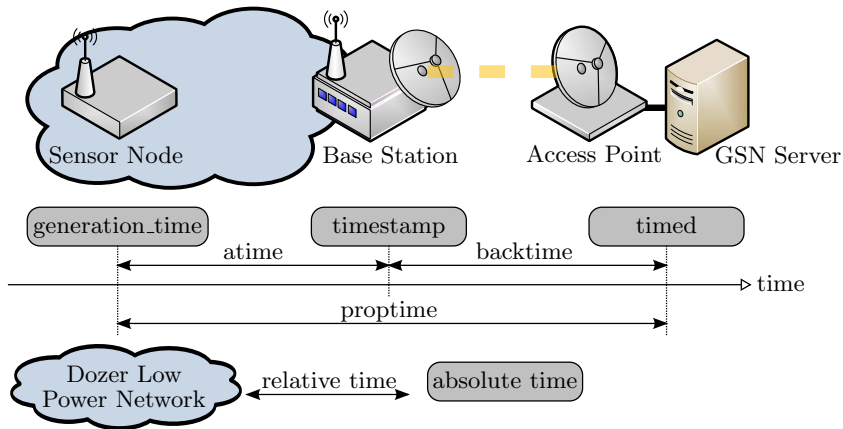 Sensor Node
Base Station
Access Point
GSN Server
generation_time
timestamp
timed
atime
backtime
time
proptime
Dozer Low
Power Network
relative time
absolute time